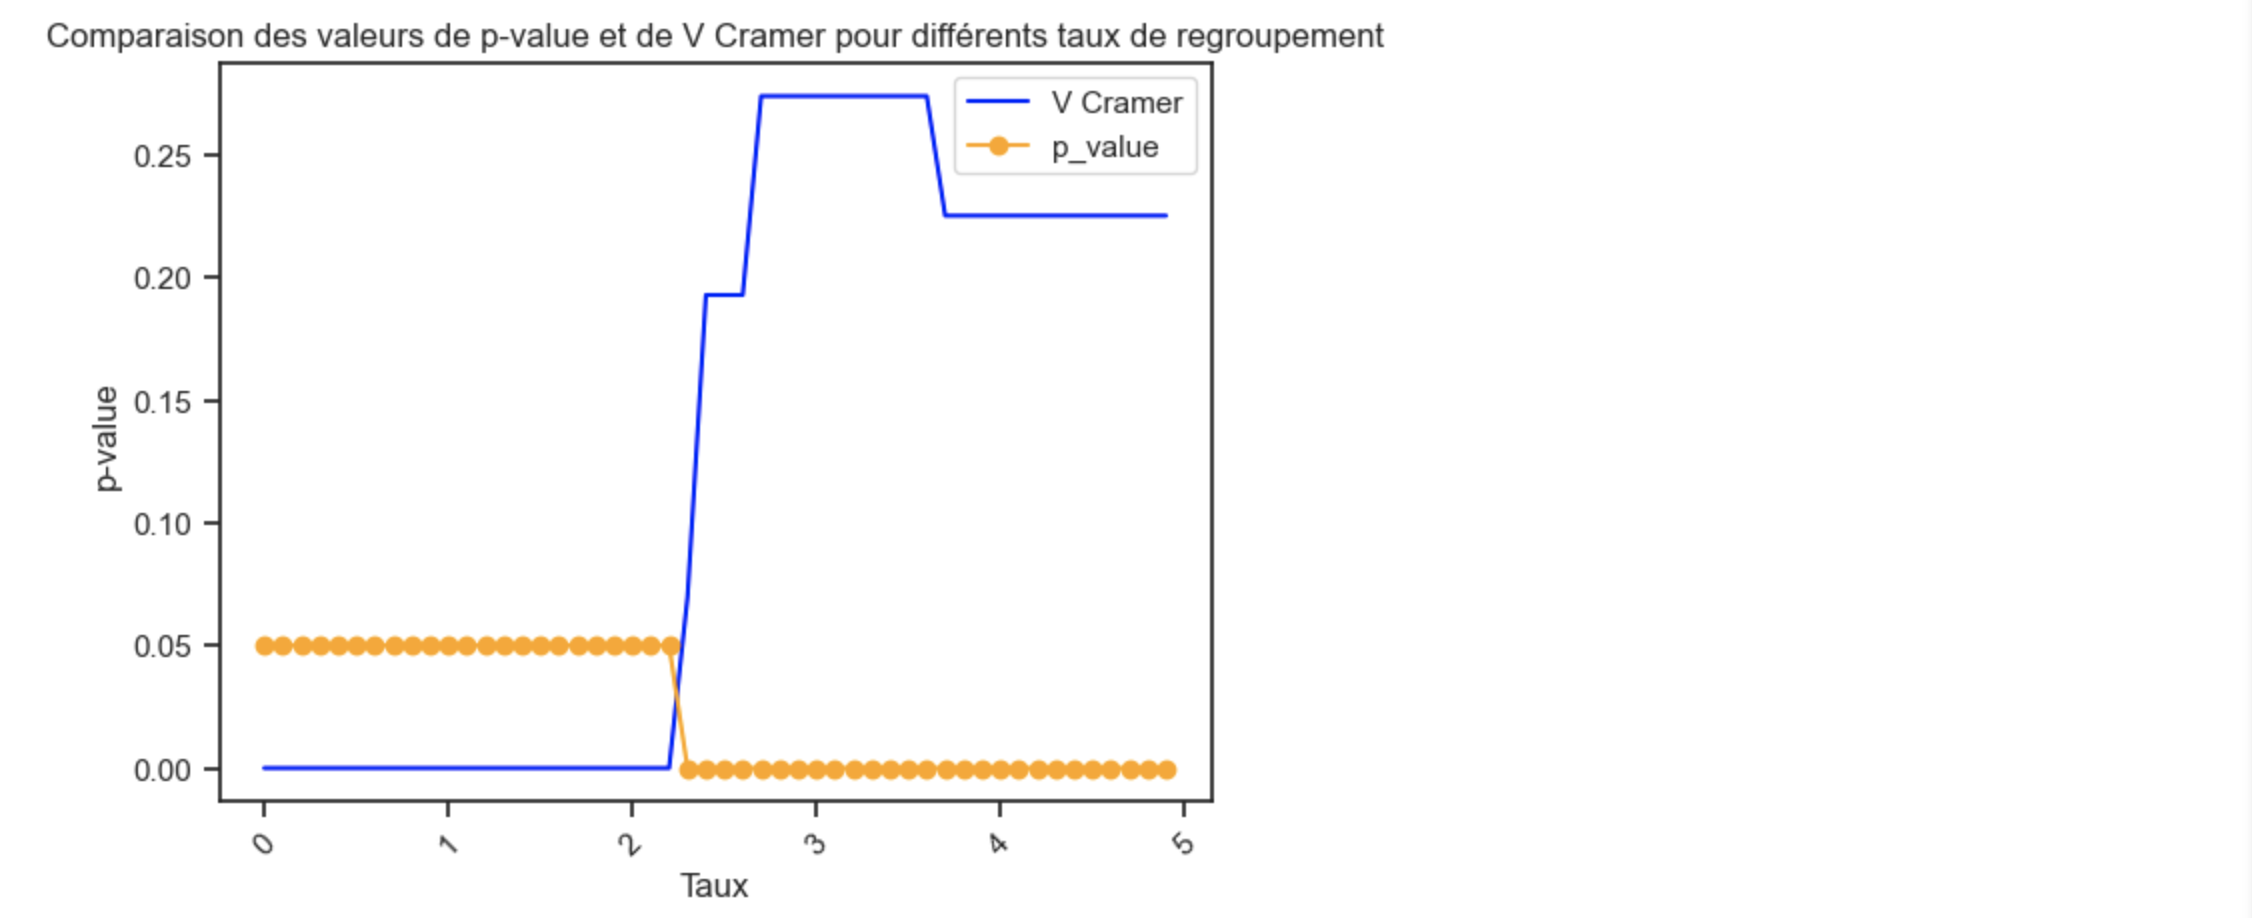 Comparaison des valeurs de p-value et de V Cramer pour différents taux de regroupement
V Cramer
p_value
0.25
0.20
0.15
0.10
0.05
0.00
p-value
0
1
2
3
4
5
Taux